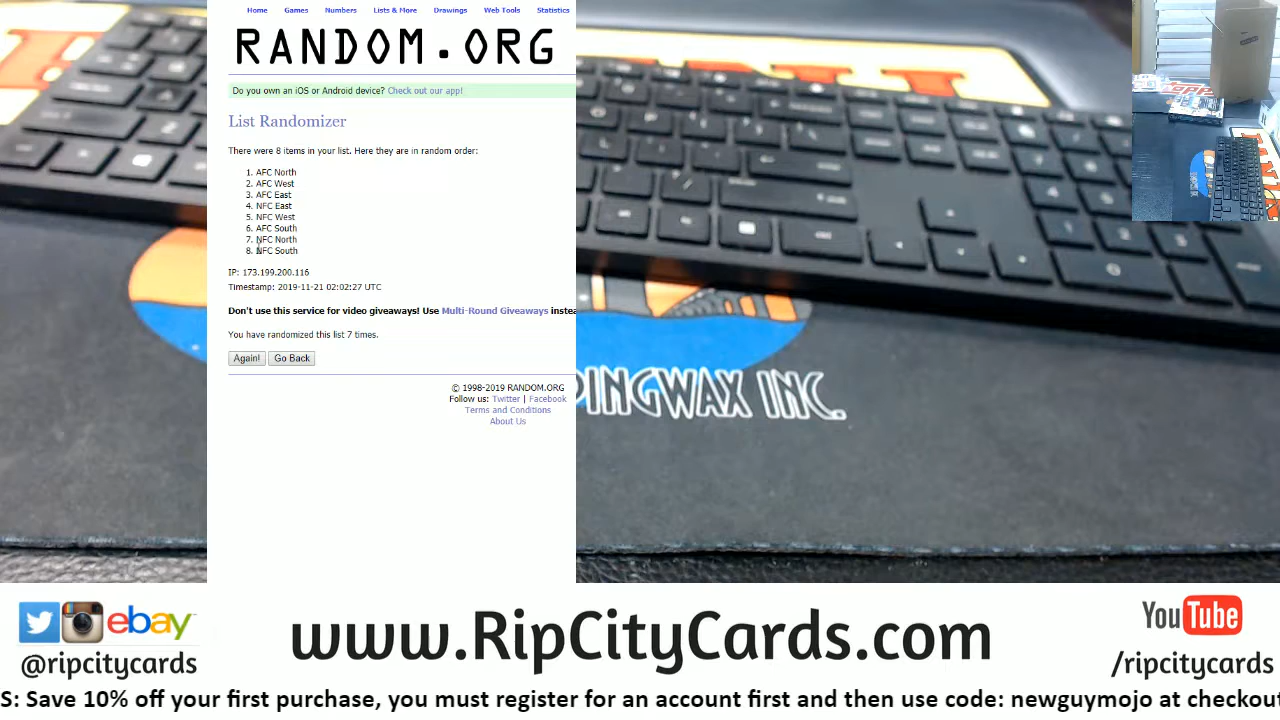 Home Games Numbers Lists & More Drawings Web Tools Statistics
RANDOM.ORG
Do you own an iOS or Android device? Check out our app!
List Randomizer
There were 8 items in your list. Here they are in random order:
1. AFC North
2. AFC West
3. AFC East
4. NFC East
5. NFC West
6. AFC South
7. NFC North
8. NFC South
IP: 173.199.200.116
Timestamp: 2019-11-21 02:02:27 UTC
Don't use this service for video giveaways! Use Multi-Round Giveaways instea
You have randomized this list 7 times.
Again! Go Back
© 1998-2019 RANDOM.ORG
Follow us: Twitter | Facebook
Terms and Conditions
About Us
PINGWAX INC.
ebay
@ripcitycards
www.RipCityCards.com
YouTube
/ripcitycards
S: Save 10% off your first purchase, you must register for an account first and then use code: newguymojo at checkout